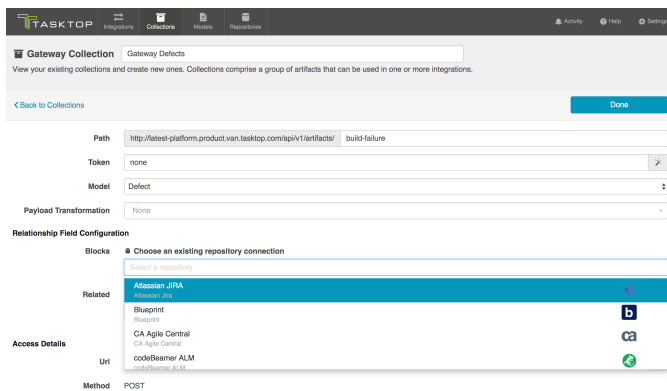 TASKTOP
Integrations
Collections
Models
Repositories
Activity
Help
Settings
Gateway Collection
Gateway Defects
View your existing collections and create new ones. Collections comprise a group of artifacts that can be used in one or more integrations.
Back to Collections
Done
Path
http://latest-platform.product.van.tasktop.com/api/v1/artifacts/
build-failure
Token
none
Model
Defect
Payload Transformation
None
Relationship Field Configuration
Blocks
Choose an existing repository connection
Select a repository
Related
Atlassian JIRA
Atlassian Jira
Blueprint
Blueprint
b
CA Agile Central
CA Agile Central
ca
codeBeamer ALM
codeBeamer ALM
Access Details
Url
Method
POST